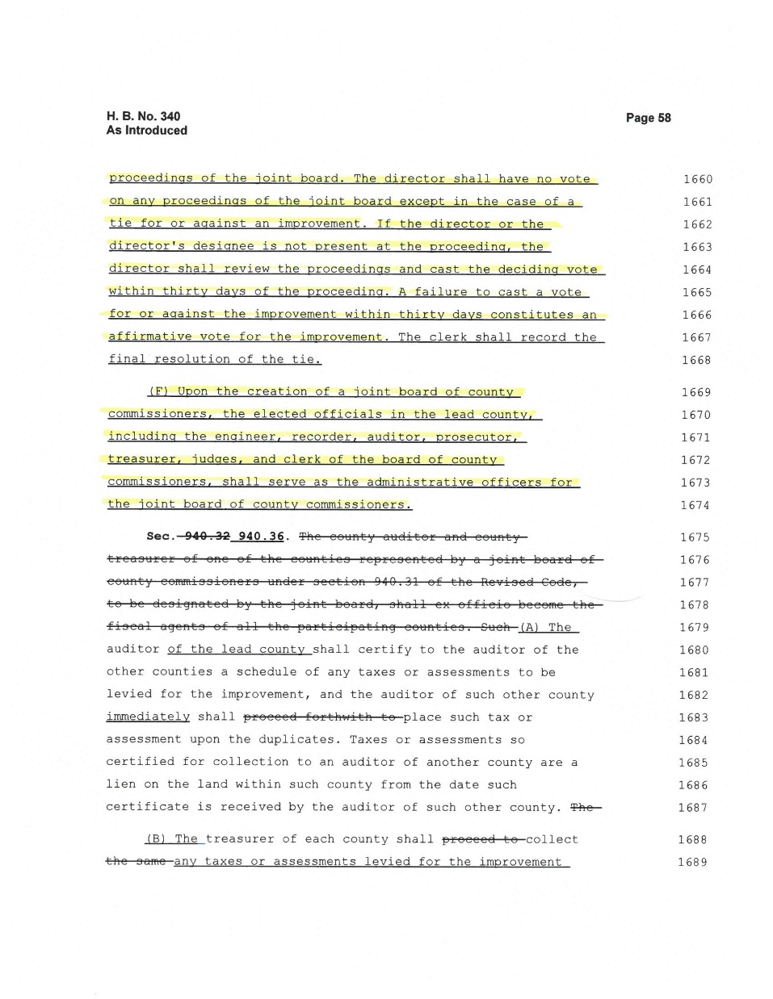 H. B. No. 340
Page 58
As Introduced
proceedings of the joint board. The director shall have no vote 1660
on any proceedings of the joint board except in the case of a 1661
tie for or against an improvement. If the director or the 1662
director's designee is not present at the proceeding, the 1663
director shall review the proceedings and cast the deciding vote 1664
within thirty days of the proceeding. A failure to cast a vote 1665
for or against the improvement within thirty days constitutes an 1666
affirmative vote for the improvement. The clerk shall record the 1667
final resolution of the tie. 1668
(F) Upon the creation of a joint board of county 1669
commissioners, the elected officials in the lead county, 1670
including the engineer, recorder, auditor, prosecutor, 1671
treasurer, judges, and clerk of the board of county 1672
commissioners, shall serve as the administrative officers for 1673
the joint board of county commissioners. 1674
Sec. 940.32 940.36. The county auditor and county 1675
treasurer of one of the counties represented by a joint board of 1676
county commissioners under section 940.31 of the Revised Code, 1677
to be designated by the joint board, shall ex officio become the 1678
fiscal agents of all the participating counties. Such (A) The 1679
auditor of the lead county shall certify to the auditor of the 1680
other counties a schedule of any taxes or assessments to be 1681
levied for the improvement, and the auditor of such other county 1682
immediately shall proceed forthwith to place such tax or 1683
assessment upon the duplicates. Taxes or assessments so 1684
certified for collection to an auditor of another county are a 1685
lien on the land within such county from the date such 1686
certificate is received by the auditor of such other county. The 1687
(B) The treasurer of each county shall proceed to collect 1688
the same any taxes or assessments levied for the improvement 1689